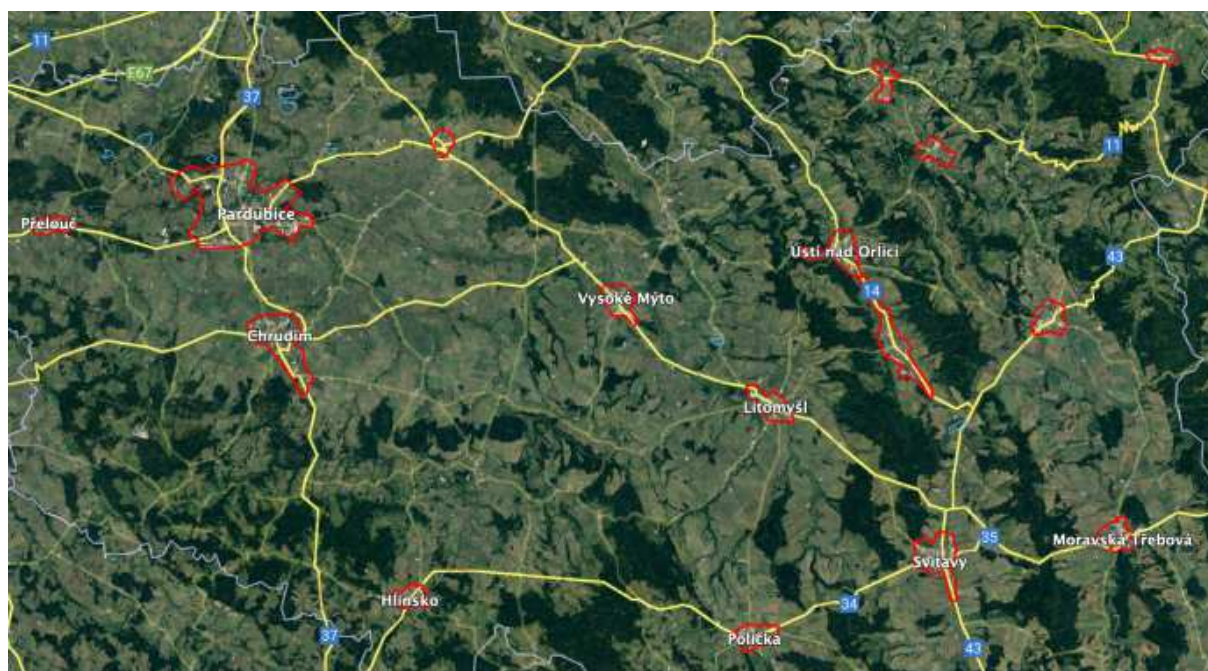 11
E67
37
11
Pardubice
Přelouč
Ústí nad Orlicí
43
14
Vysoké Mýto
Chrudim
Litomyšl
35
Moravská Třebová
Svitavy
Hlinsko
34
37
Polička
43